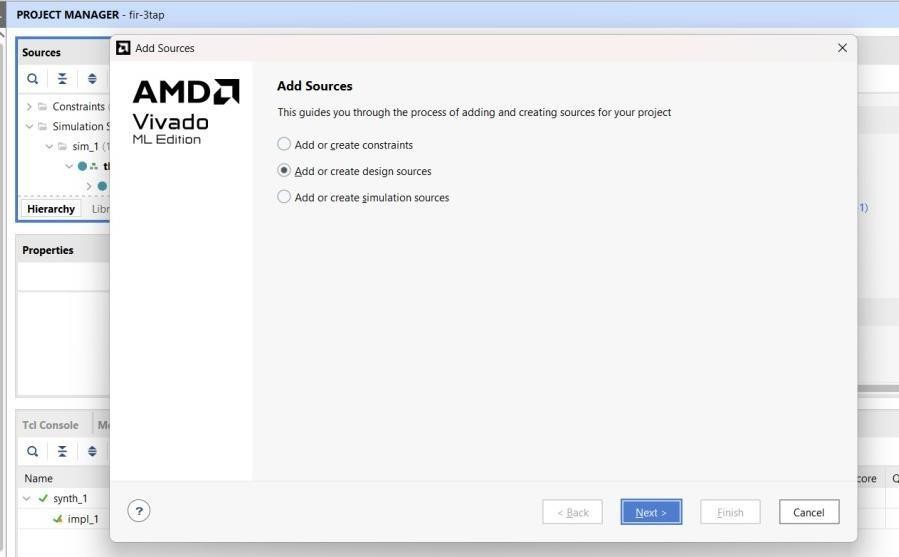 PROJECT MANAGER - fir-3tap
Sources
Add Sources
Constraints
Simulation S
sim_1 (1
Hierarchy
Libr
Properties
Tcl Console
Name
synth_1
impl_1
AMD
Vivado
ML Edition
Add Sources
This guides you through the process of adding and creating sources for your project
Add or create constraints
Add or create design sources
Add or create simulation sources
?
< Back
Next >
Finish
Cancel
1)
core